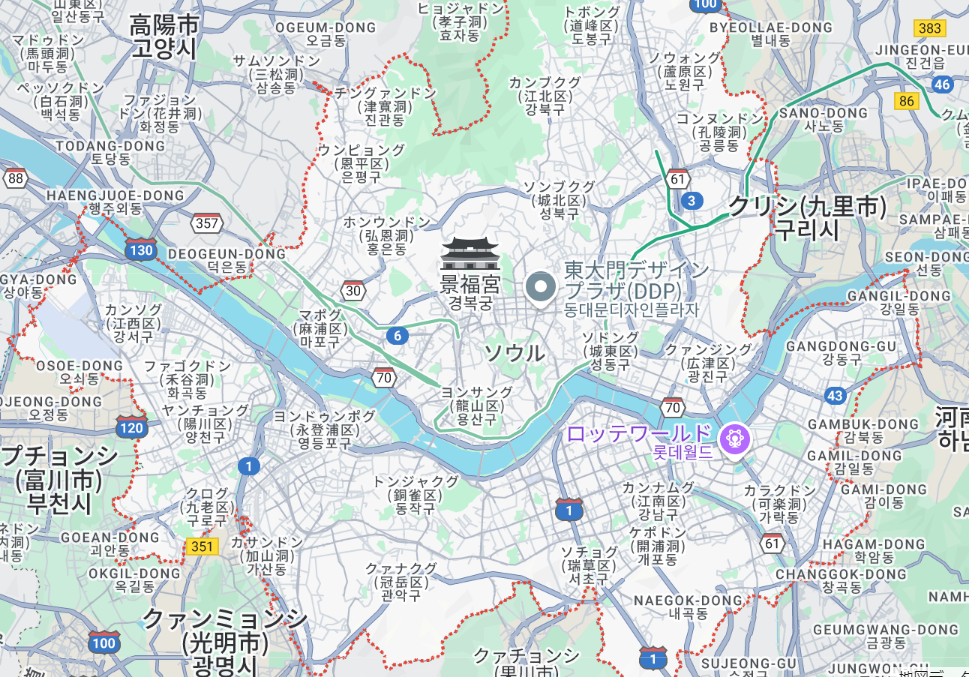 일산동구
マドゥドン
(馬頭洞)
마두동
高陽市
고양시
OGEUM-DONG
오금동
ヒョジャドン
(孝子洞)
효자동
トボング
(道峰区)
도봉구
100
BYEOLLAE-DONG
별내동
383
JINGEON-EUP
진건읍
ペッソクドン
(白石洞)
백석동
ファジョン
ドン(花井洞)
화정동
サムソンドン
(三松洞)
삼송동
チングァンドン
(津寛洞)
진관동
カンブクグ
(江北区)
강북구
ノウォング
(蘆原区)
노원구
46
86
コンヌンドン
(孔陵洞)
공릉동
SANO-DONG
사노동
TODANG-DONG
토당동
ウンピョング
(恩平区)
은평구
88
HAENGJUOE-DONG
행주외동
357
ソンブクグ
(城北区)
성북구
61
3
クリシ(九里市)
구리시
ホンウンドン
(弘恩洞)
홍은동
130
DEOGEUN-DONG
덕은동
상야동
景福宮
경복궁
東大門デザイン
プラザ(DDP)
동대문디자인플라자
30
カンソグ
(江西区)
강서구
マポグ
(麻浦区)
마포구
6
ソウル
ソドング
(城東区)
성동구
クァンジング
(広津区)
광진구
SEON-DONG
선동
GANGIL-DONG
강일동
GANGDONG-GU
강동구
OSOE-DONG
오쇠동
ファゴクドン
(禾谷洞)
화곡동
70
ヨンサング
(龍山区)
용산구
70
43
OJEONG-DONG
오정동
120
ヤンチョング
(陽川区)
양천구
ヨンドゥンポグ
(永登浦区)
영등포구
ロッテワールド
롯데월드
GAMBUK-DONG
감북동
GAMIL-DONG
감일동
プチョンシ
(富川市)
부천시
1
トンジャクグ
(銅雀区)
동작구
カンナムグ
(江南区)
강남구
カラクドン
(可楽洞)
가락동
GAMI-DONG
감이동
クログ
(九老区)
구로구
1
GOEAN-DONG
괴안동
351
カサンドン
(加山洞)
가산동
ケポドン
(開浦洞)
개포동
61
HAGAM-DONG
학암동
ソチョグ
(瑞草区)
서초구
OKGIL-DONG
옥길동
クァナクグ
(冠岳区)
관악구
CHANGGOK-DONG
창곡동
NAEGOK-DONG
내곡동
クァンミョンシ
(光明市)
광명시
100
GEUMGWANG-DONG
금광동
クァチョンシ
(果川市)
1
SUJEONG-GU
수정구